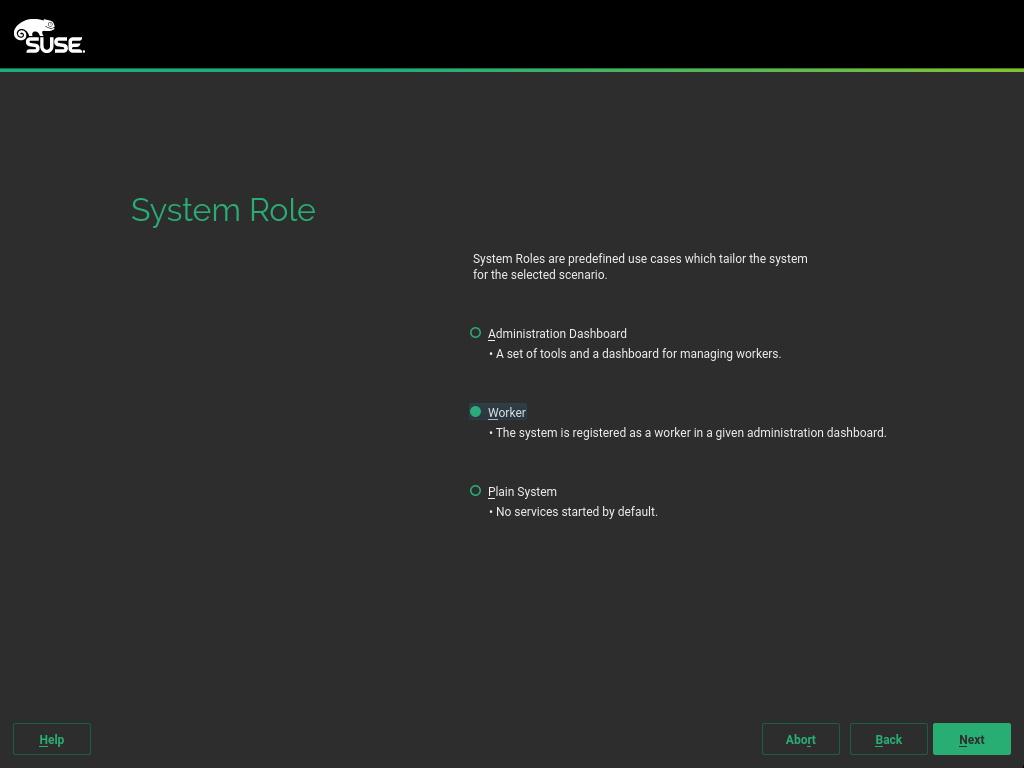 SUSE.
System Role
System Roles are predefined use cases which tailor the system
for the selected scenario.
Administration Dashboard
• A set of tools and a dashboard for managing workers.
Worker
• The system is registered as a worker in a given administration dashboard.
Plain System
• No services started by default.
Help
Abort
Back
Next